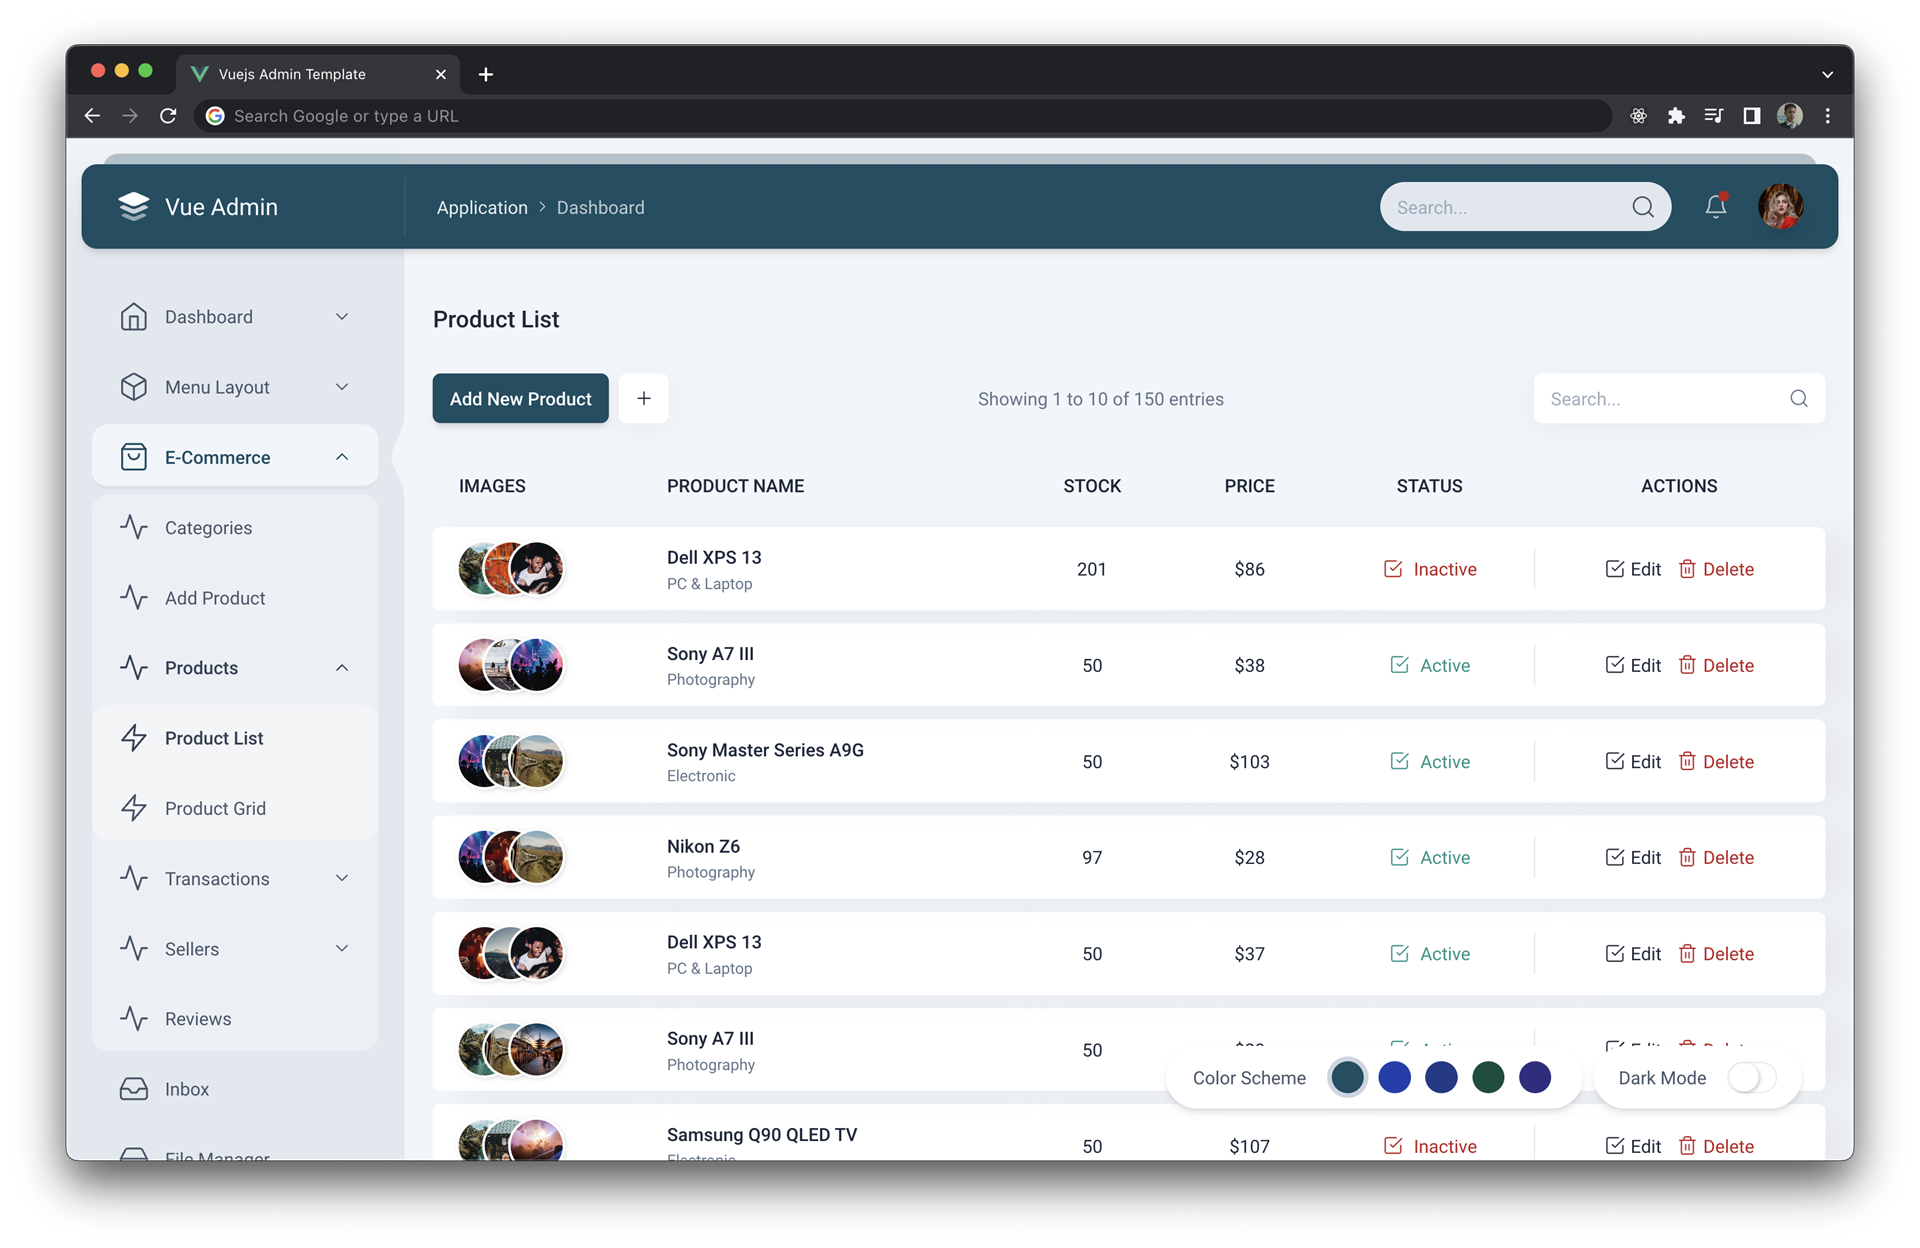 Vuejs Admin Template
Search Google or type a URL
Vue Admin
Application > Dashboard
Search...
Dashboard
Menu Layout
E-Commerce
Categories
Add Product
Products
Product List
Product Grid
Transactions
Sellers
Reviews
Inbox
File Manager
Product List
Add New Product +
Showing 1 to 10 of 150 entries
Search...
IMAGES PRODUCT NAME STOCK PRICE STATUS ACTIONS
Dell XPS 13
PC & Laptop
201 $86 Inactive Edit Delete
Sony A7 III
Photography
50 $38 Active Edit Delete
Sony Master Series A9G
Electronic
50 $103 Active Edit Delete
Nikon Z6
Photography
97 $28 Active Edit Delete
Dell XPS 13
PC & Laptop
50 $37 Active Edit Delete
Sony A7 III
Photography
50
Color Scheme
Dark Mode
Samsung Q90 QLED TV
Electronic
50 $107 Inactive Edit Delete